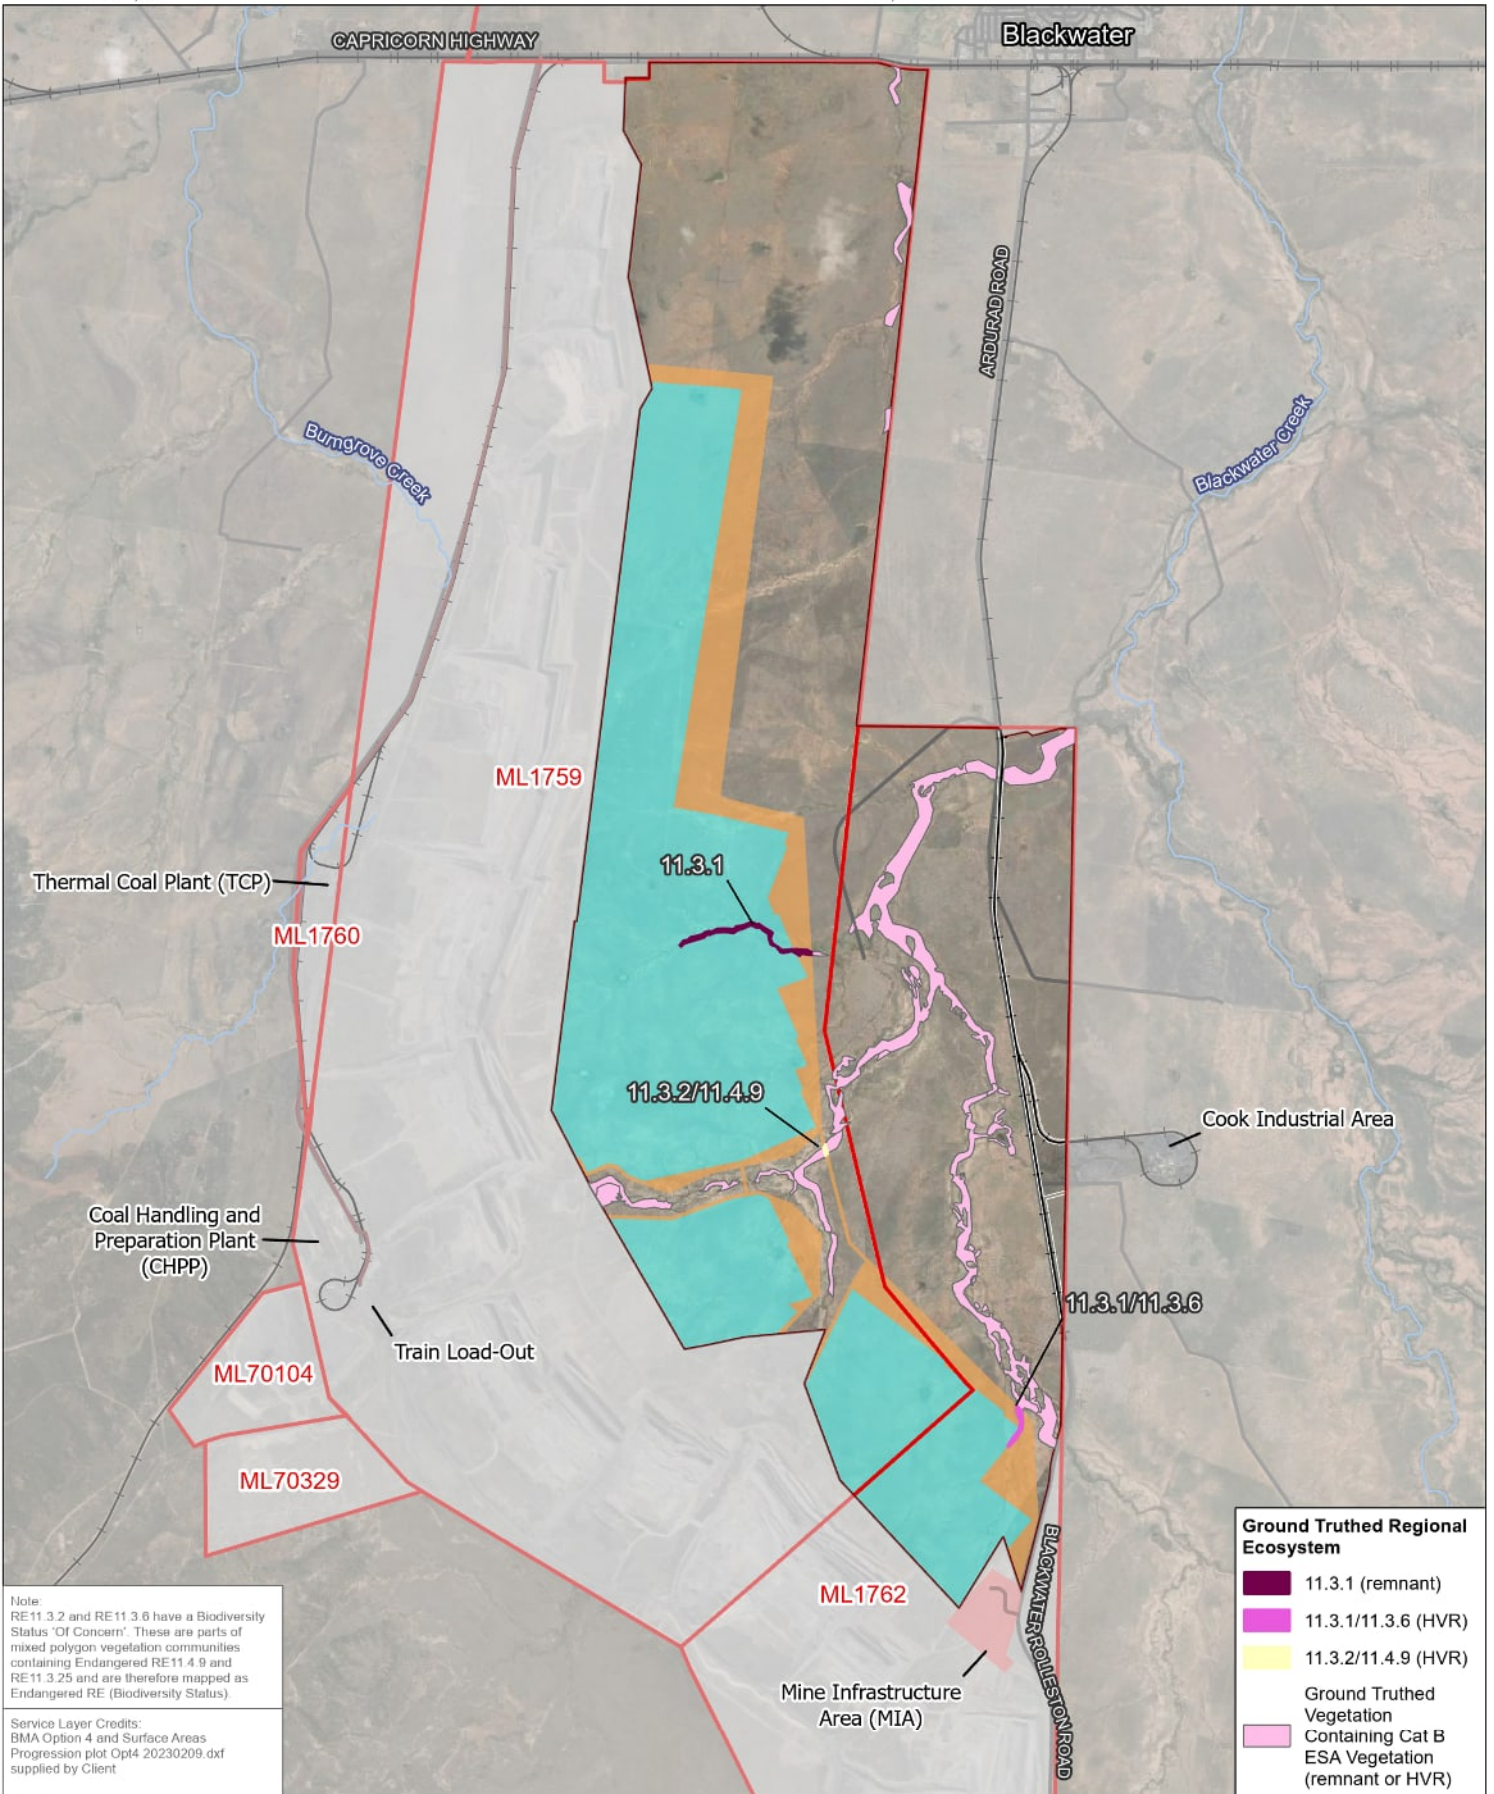 CAPRICORN HIGHWAY
Blackwater
ARDURAD ROAD
Burngrove Creek
Blackwater Creek
ML1759
11.3.1
Thermal Coal Plant (TCP)
ML1760
11.3.2/11.4.9
Cook Industrial Area
Coal Handling and
Preparation Plant
(CHPP)
11.3.1/11.3.6
Train Load-Out
ML70104
ML70329
ML1762
BLACKWATER ROLLESTON ROAD
Mine Infrastructure
Area (MIA)
Note:
RE11.3.2 and RE11.3.6 have a Biodiversity
Status 'Of Concern'. These are parts of
mixed polygon vegetation communities
containing Endangered RE11.4.9 and
RE11.3.25 and are therefore mapped as
Endangered RE (Biodiversity Status).
Service Layer Credits:
BMA Option 4 and Surface Areas
Progression plot Opt4 20230209.dxf
supplied by Client
Ground Truthed Regional
Ecosystem
11.3.1 (remnant)
11.3.1/11.3.6 (HVR)
11.3.2/11.4.9 (HVR)
Ground Truthed
Vegetation
Containing Cat B
ESA Vegetation
(remnant or HVR)